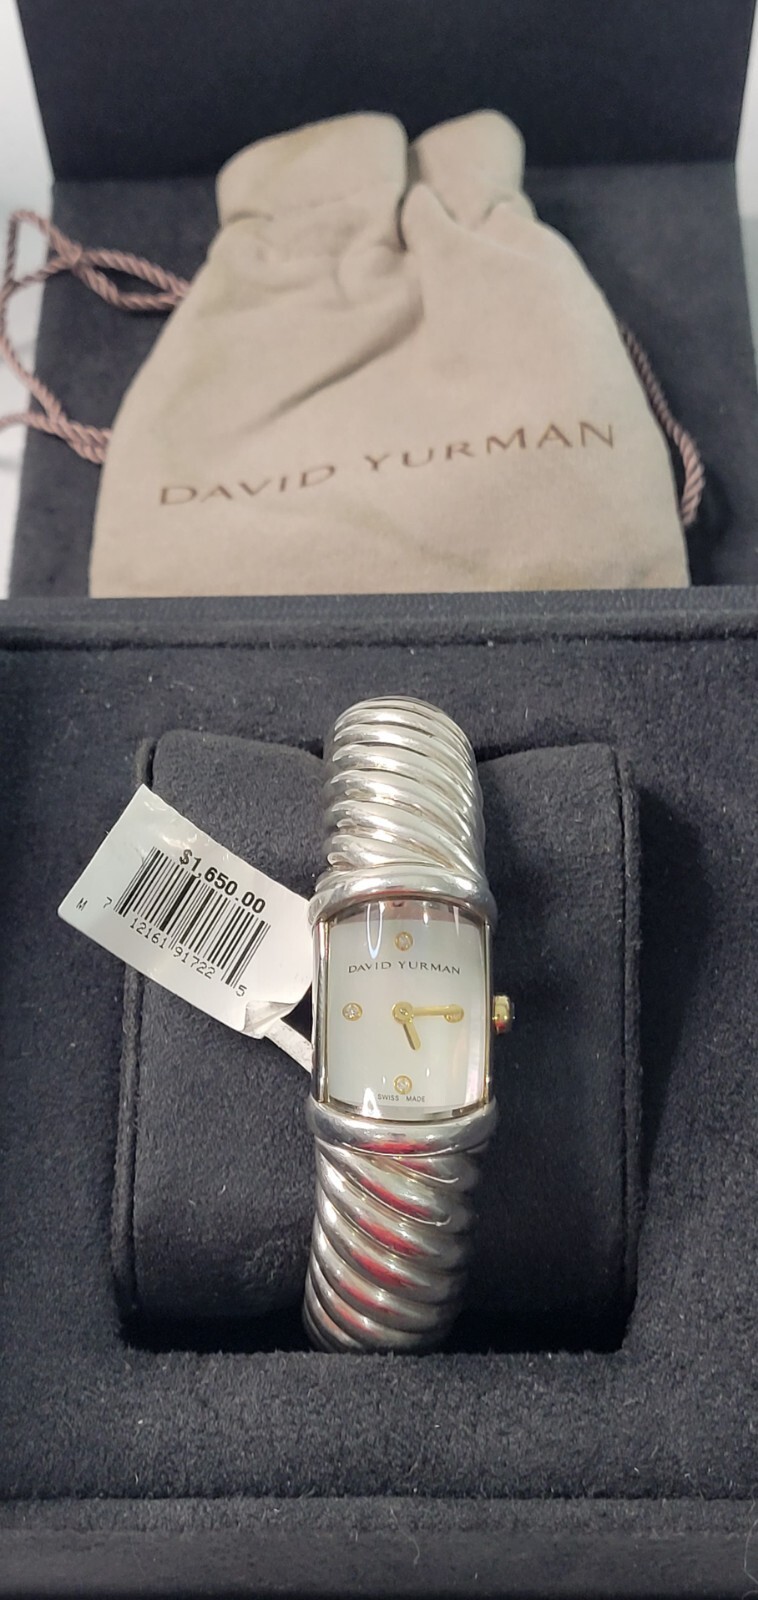 DAVID YURMAN
$1,650.00
M 7 12161 91722 5
DAVID YURMAN
SWISS MADE